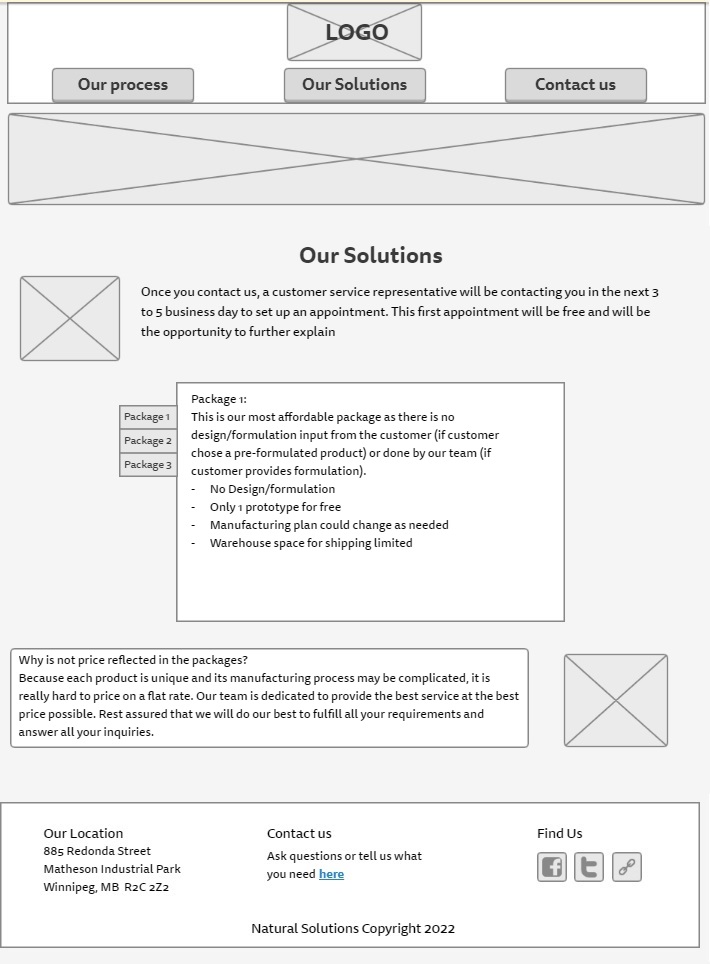 LOGO
Our process
Our Solutions
Contact us
Our Solutions
Once you contact us, a customer service representative will be contacting you in the next 3
to 5 business day to set up an appointment. This first appointment will be free and will be
the opportunity to further explain
Package 1
Package 2
Package 3
Package 1:
This is our most affordable package as there is no
design/formulation input from the customer (if customer
chose a pre-formulated product) or done by our team (if
customer provides formulation).
- No Design/formulation
- Only 1 prototype for free
- Manufacturing plan could change as needed
- Warehouse space for shipping limited
Why is not price reflected in the packages?
Because each product is unique and its manufacturing process may be complicated, it is
really hard to price on a flat rate. Our team is dedicated to provide the best service at the best
price possible. Rest assured that we will do our best to fulfill all your requirements and
answer all your inquiries.
Our Location
885 Redonda Street
Matheson Industrial Park
Winnipeg, MB R2C 2Z2
Contact us
Ask questions or tell us what
you need here
Find Us
Natural Solutions Copyright 2022